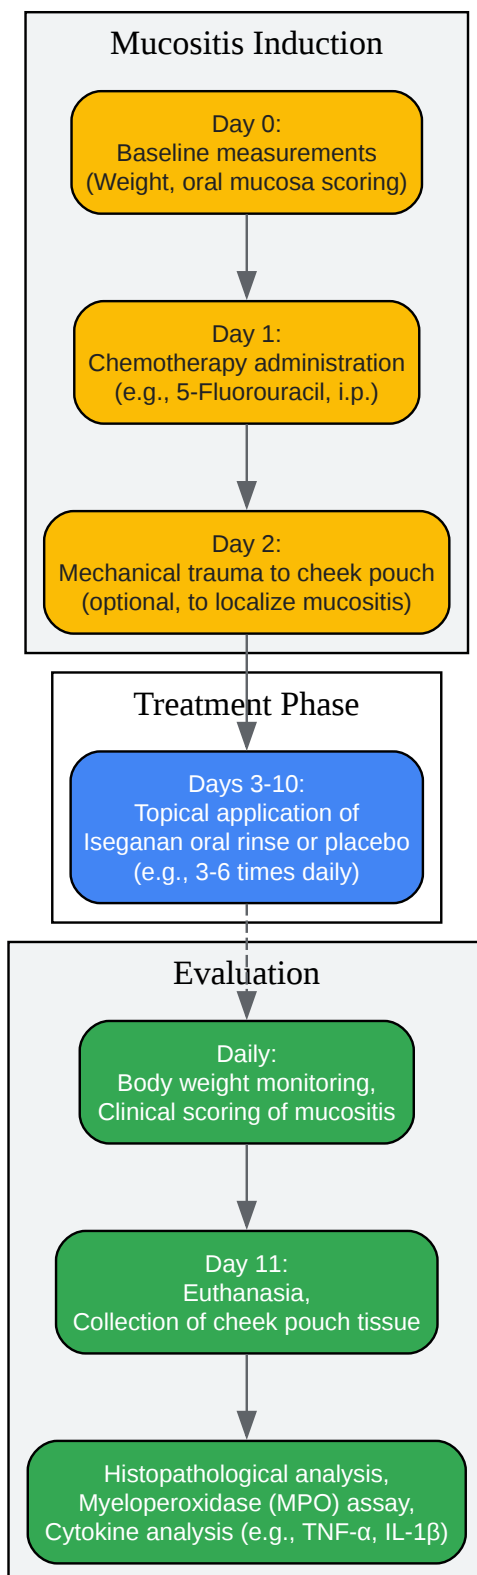 Mucositis Induction
Day 0:
Baseline measurements
(Weight, oral mucosa scoring)
Day 1:
Chemotherapy administration
(e.g., 5-Fluorouracil, i.p.)
Day 2:
Mechanical trauma to cheek pouch
(optional, to localize mucositis)
Treatment Phase
Days 3-10:
Topical application of
Iseganan oral rinse or placebo
(e.g., 3-6 times daily)
Evaluation
Daily:
Body weight monitoring,
Clinical scoring of mucositis
Day 11:
Euthanasia,
Collection of cheek pouch tissue
Histopathological analysis,
Myeloperoxidase (MPO) assay,
Cytokine analysis (e.g., TNF-α, IL-1β)